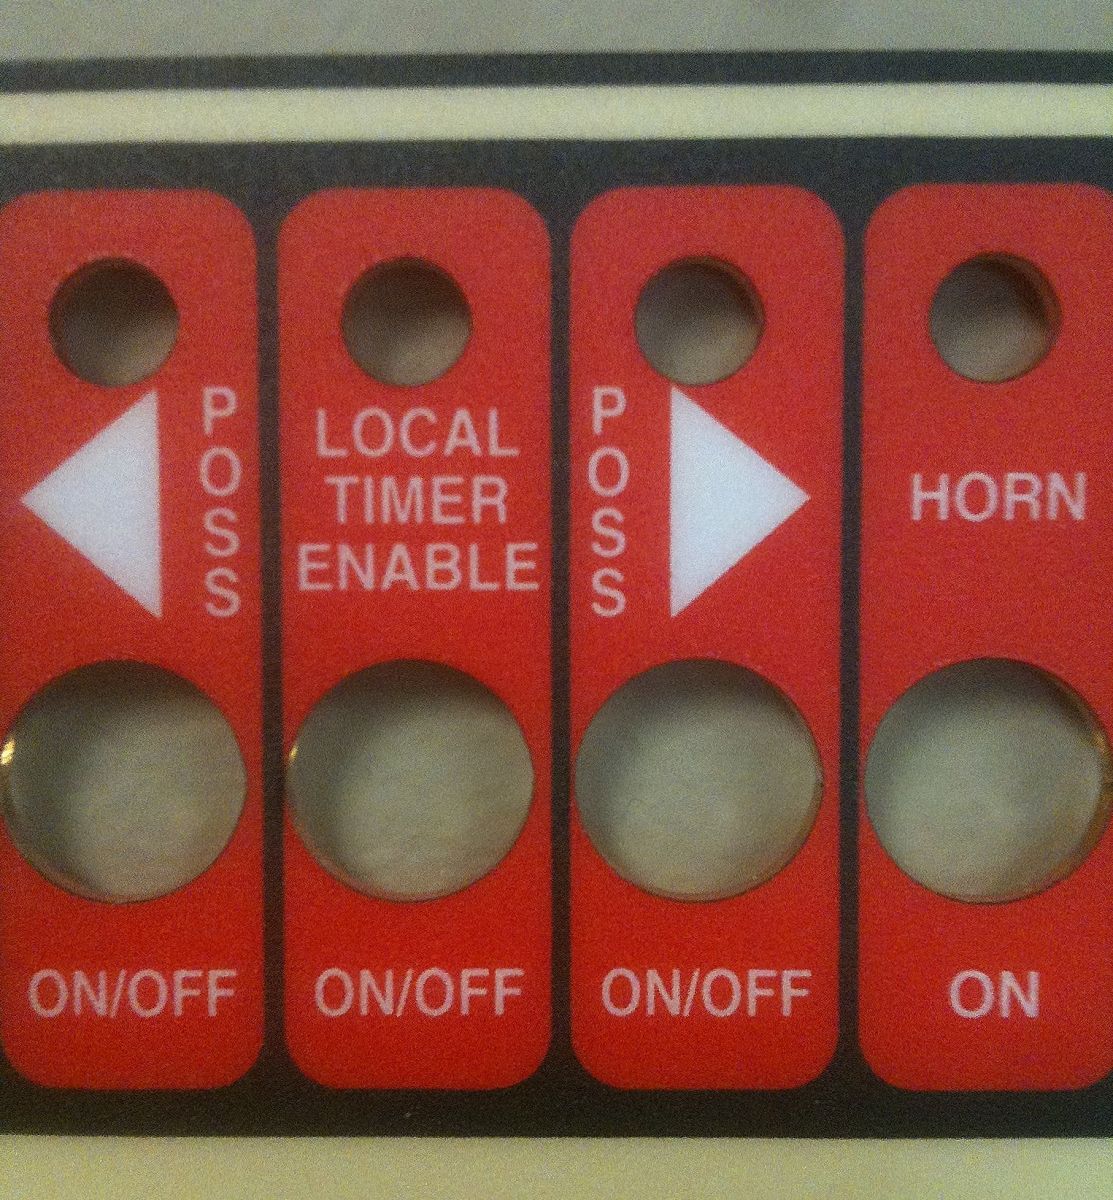 POSS
LOCAL
TIMER
ENABLE
POSS
HORN
ON/OFF
ON/OFF
ON/OFF
ON